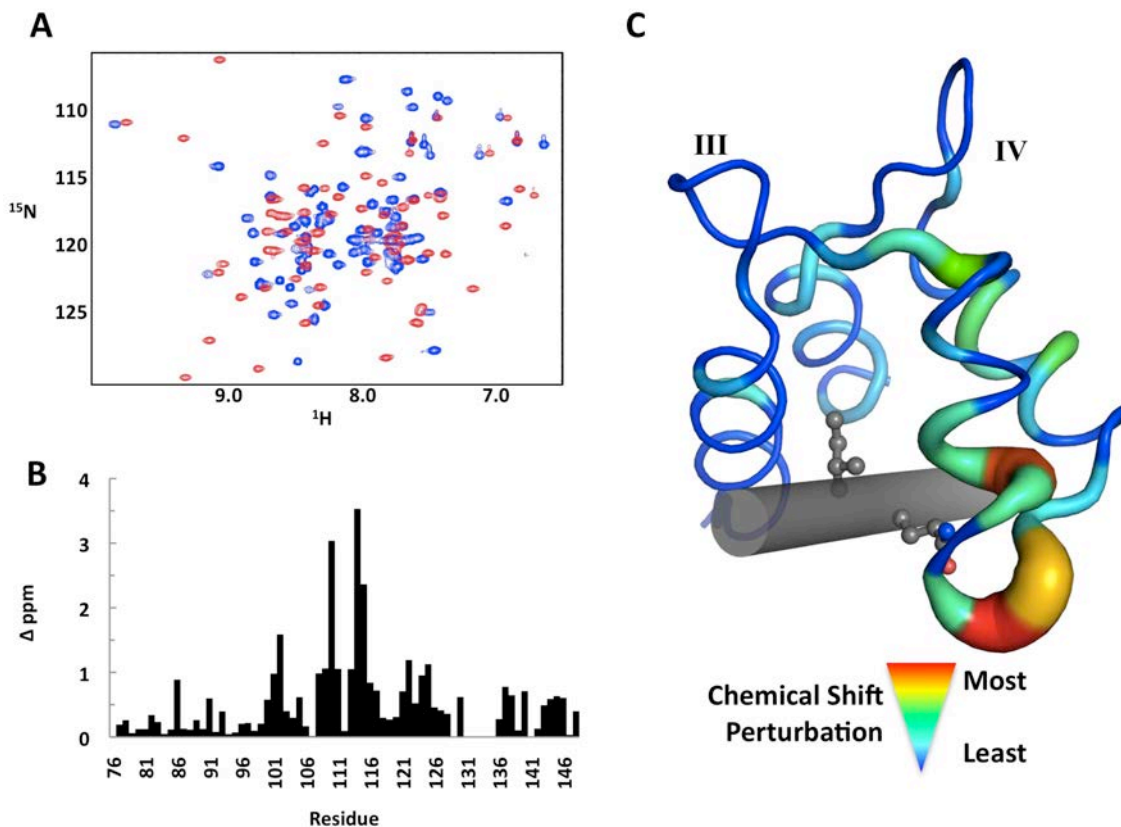 A
110
115
15N
120
125
9.0
8.0
7.0
1H
B
4
3
2
1
0
Δ ppm
76
81
86
91
96
101
106
111
116
121
126
131
136
141
146
Residue
C
III
IV
Chemical Shift
Perturbation
Most
Least